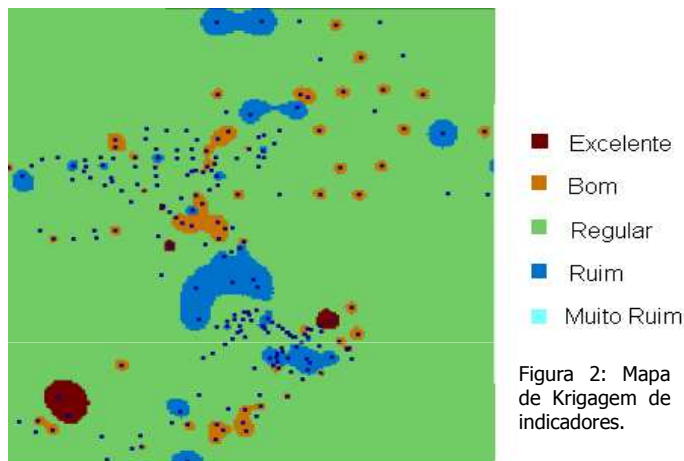 Excelente
Bom
Regular
Ruim
Muito Ruim
Figura 2: Mapa
de Krigagem de
indicadores.